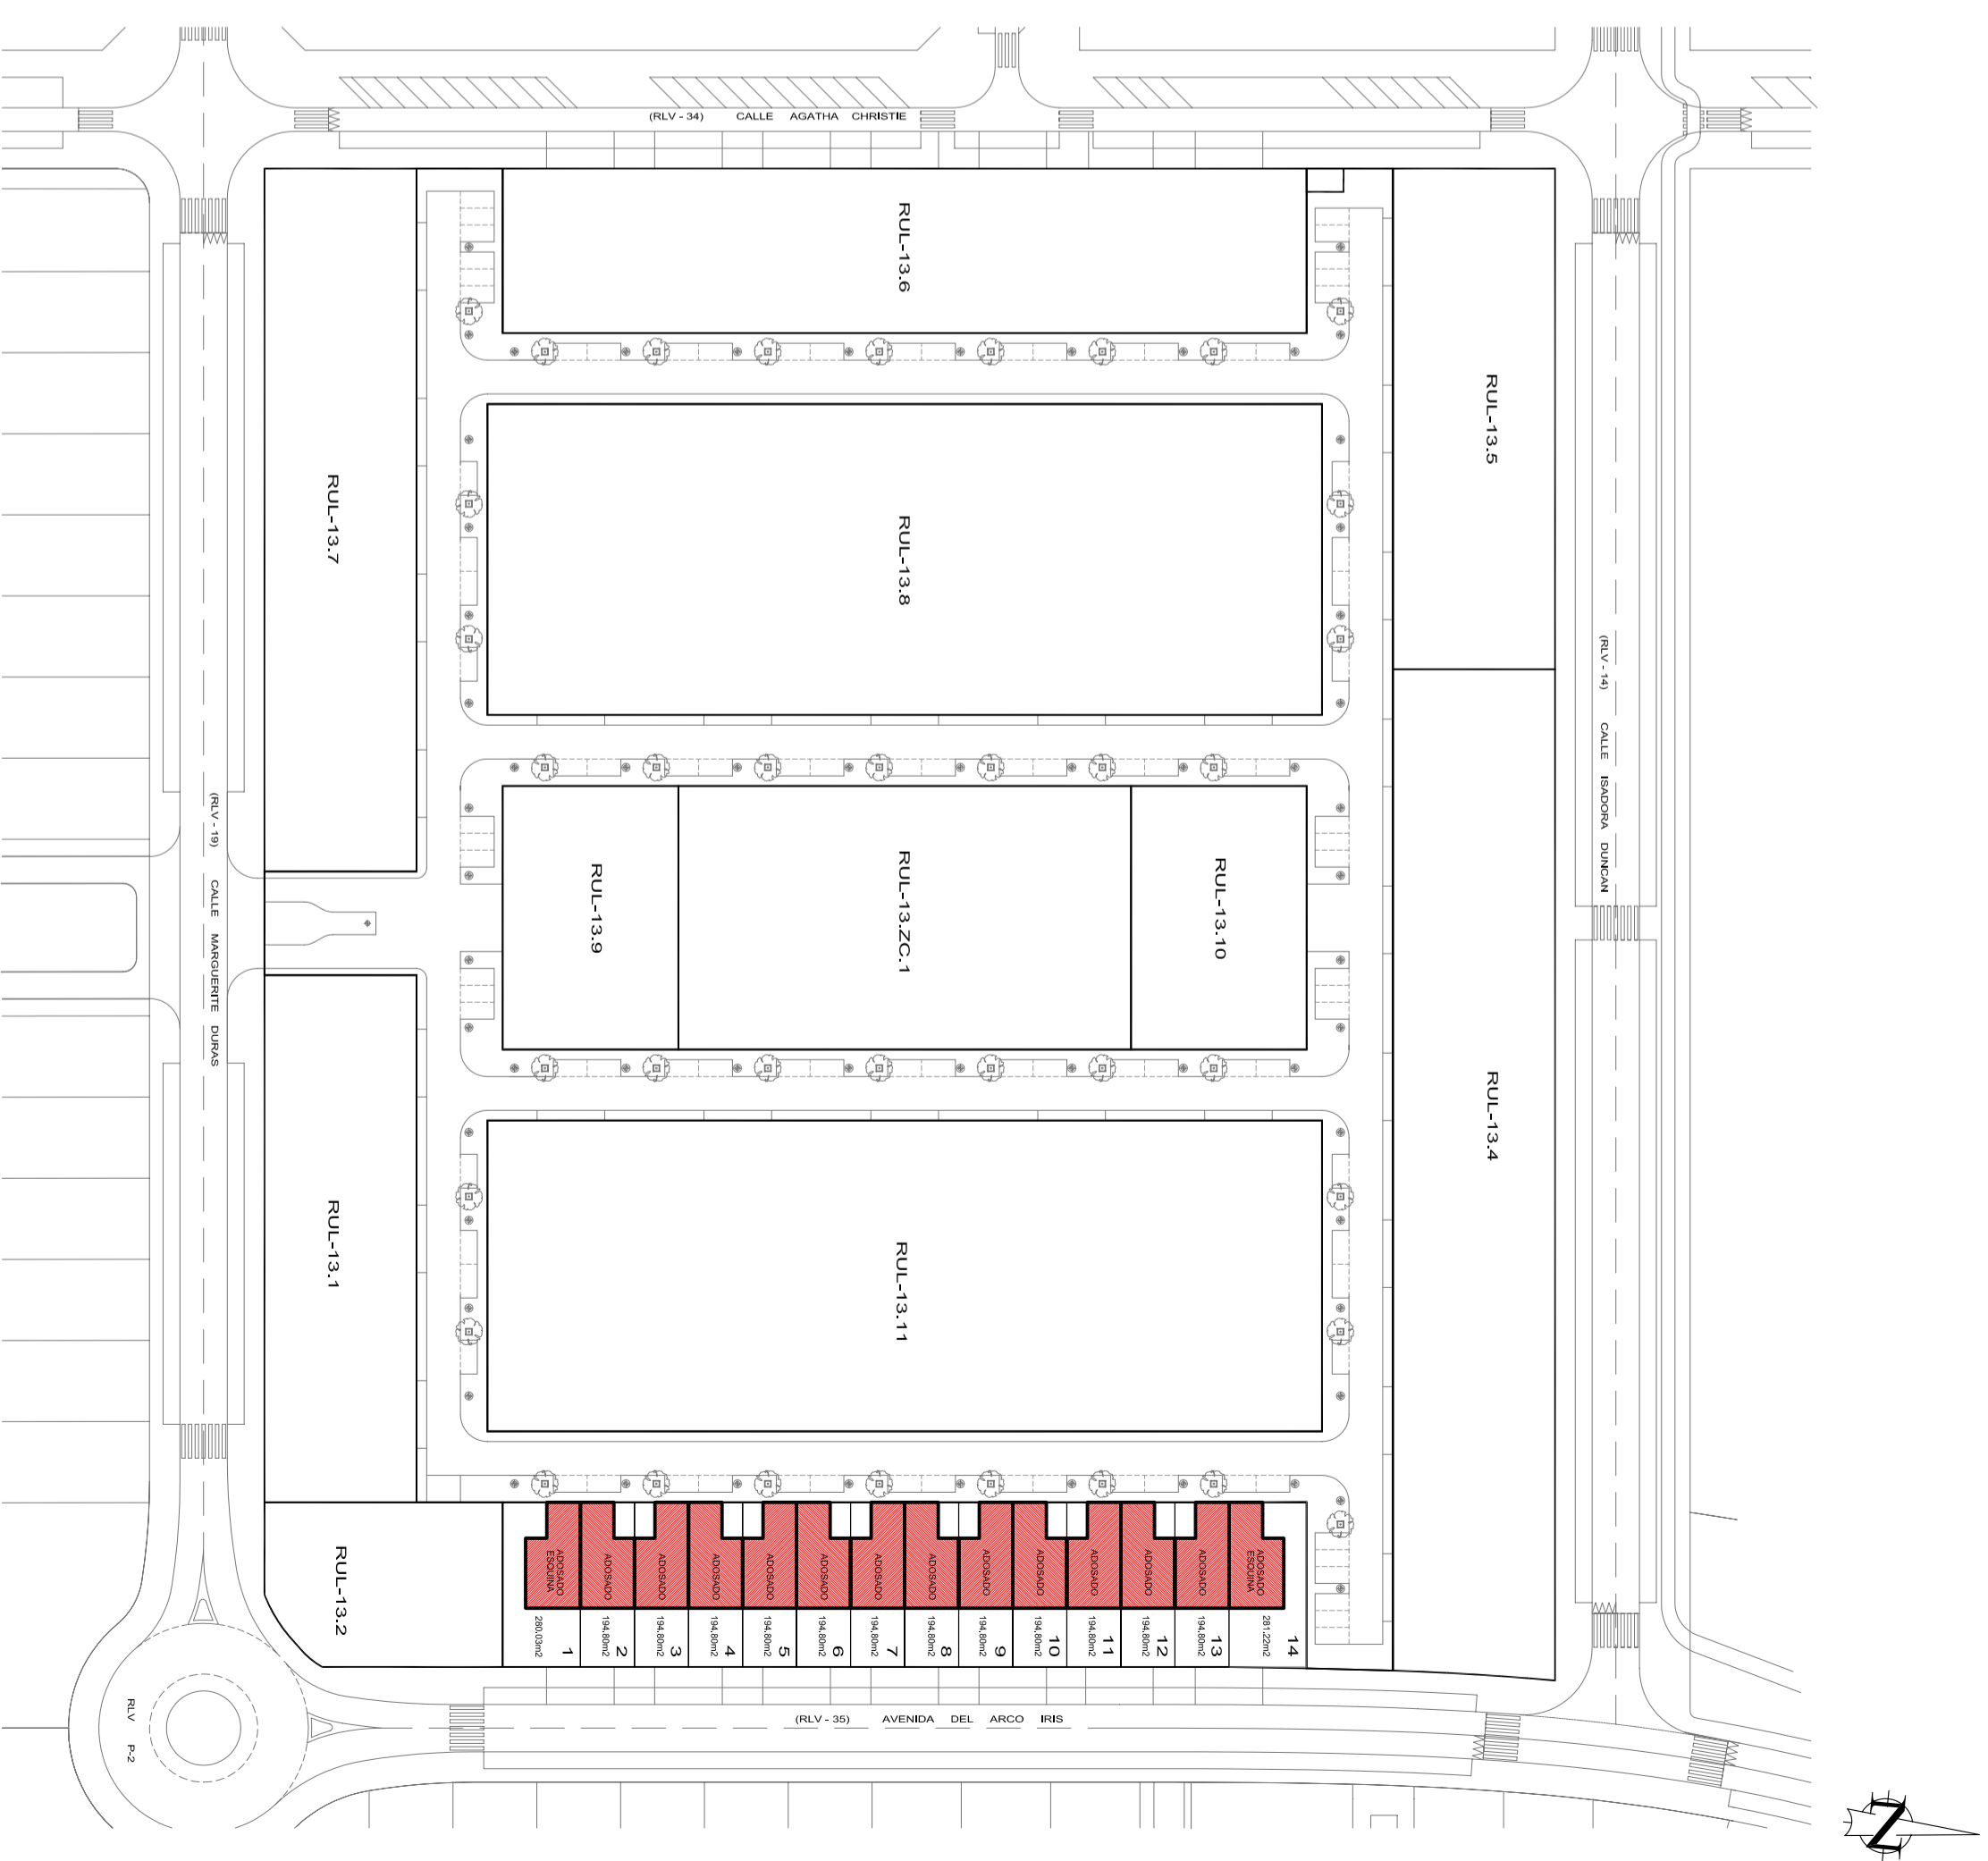 (RLV - 34) CALLE AGATHA CHRISTIE
RUL-13.6
RUL-13.5
RUL-13.7
RUL-13.8
(RLV - 14) CALLE ISADORA DUNCAN
(RLV - 19) CALLE MARGUERITE DURAS
RUL-13.9
RUL-13.ZC.1
RUL-13.10
RUL-13.4
RUL-13.1
RUL-13.11
RUL-13.2
ADOSADO
ESQUINA
ADOSADO
ADOSADO
ADOSADO
ADOSADO
ADOSADO
ADOSADO
ADOSADO
ADOSADO
ADOSADO
ADOSADO
ADOSADO
ADOSADO
ADOSADO
ESQUINA
1
280.03m2
2
194.80m2
3
194.80m2
4
194.80m2
5
194.80m2
6
194.80m2
7
194.80m2
8
194.80m2
9
194.80m2
10
194.80m2
11
194.80m2
12
194.80m2
13
194.80m2
14
281.22m2
RLV P-2
(RLV - 35) AVENIDA DEL ARCO IRIS
N